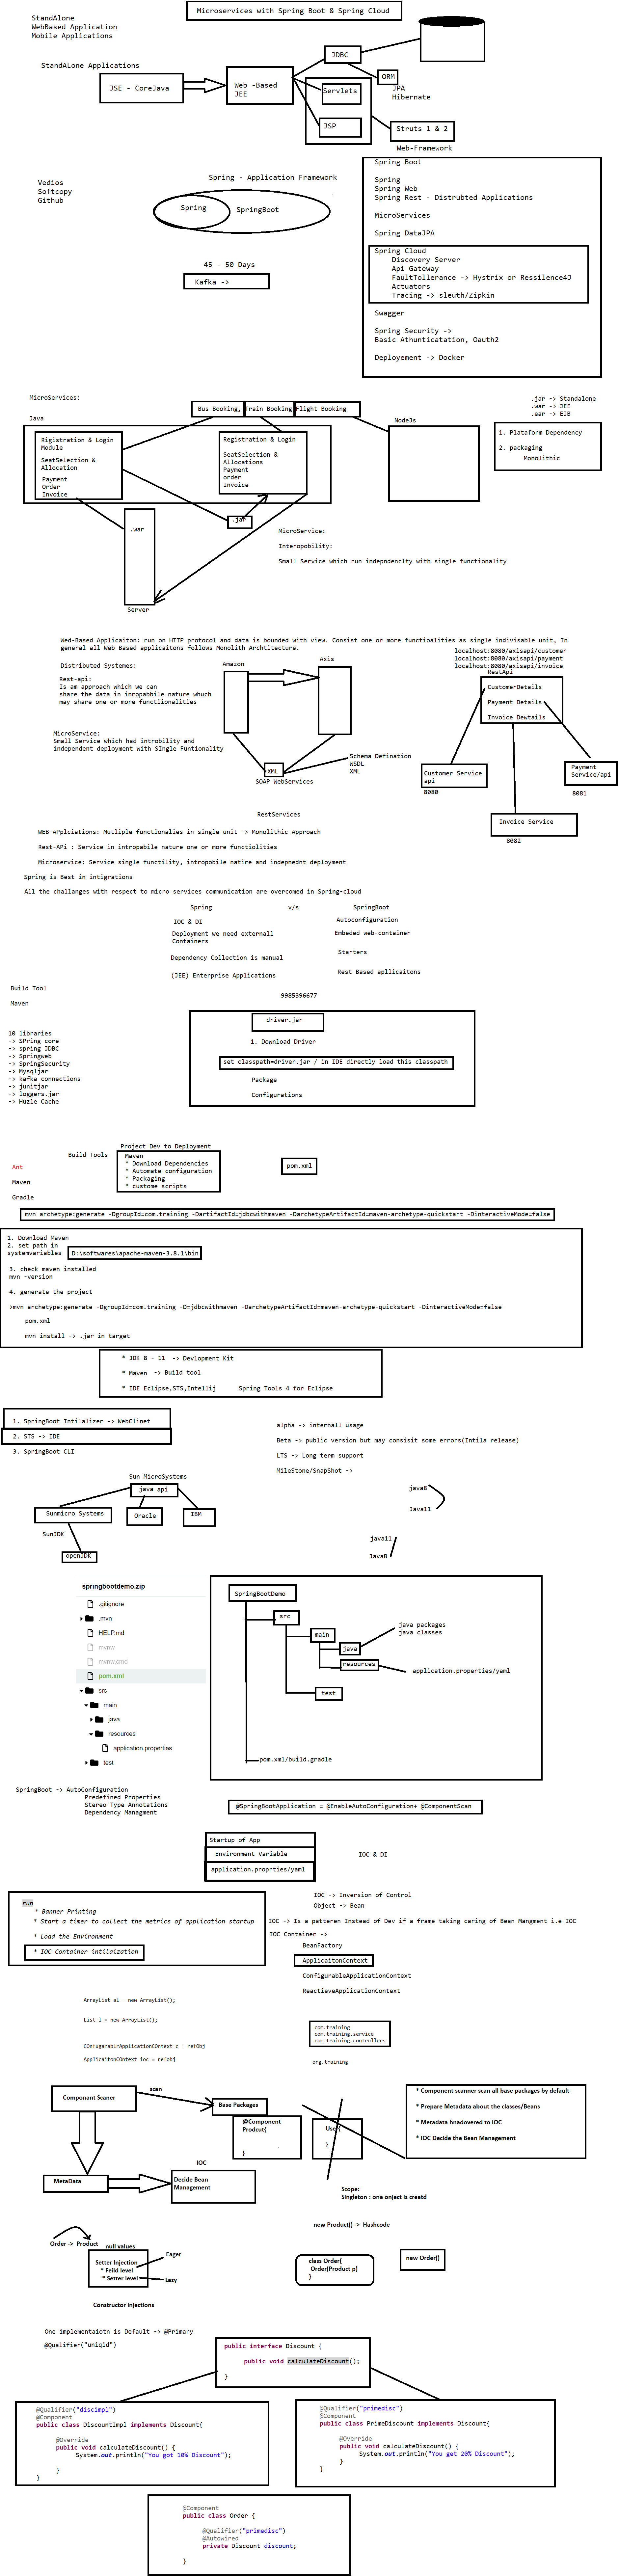 Microservices with Spring Boot & Spring Cloud
StandAlone
WebBased Application
Mobile Applications
JDBC
StandALone Applications
JSE - CoreJava
Web -Based
JEE
ORM
JPA
Hibernate
Servlets
JSP
Struts 1 & 2
Web-Framework
Spring Boot
Spring
Spring Web
Spring Rest - Distrubted Applications
MicroServices
Spring DataJPA
Spring Cloud
Discovery Server
Api Gateway
FaultTollerance -> Hystrix or Ressilence4J
Actuators
Tracing -> sleuth/Zipkin
Swagger
Spring Security ->
Basic Athunticatation, Oauth2
Deployement -> Docker
Vedios
Softcopy
Github
Spring - Application Framework
Spring
SpringBoot
45 - 50 Days
Kafka ->
MicroServices:
Bus Booking,
Train Booking,
Flight Booking
.jar -> Standalone
.war -> JEE
.ear -> EJB
Java
NodeJs
1. Plataform Dependency
2. packaging
Monolithic
Rigistration & Login
Module
SeatSelection &
Allocation
Payment
Order
Invoice
Registration & Login
SeatSelection &
Allocations
Payment
order
Invoice
.jar
.war
Server
MicroService:
Interopobility:
Small Service which run indepndenclty with single functionality
Wed-Based Applicaiton: run on HTTP protocol and data is bounded with view. Consist one or more functioalities as single indivisable unit, In
general all Web Based applicaitons follows Monolith Archtitecture.
localhost:8080/axisapi/customer
localhost:8080/axisapi/payment
localhost:8080/axisapi/invoice
RestApi
Distributed Systemes:
Amazon
Axis
Rest-api:
Is am approach which we can
share the data in inropabbile nature whuch
may share one or more functiionalities
CustomerDetails
Payment Details
Invoice Dewtails
MicroService:
Small Service which had introbility and
independent deployment with SIngle Funtionality
XML
SOAP WebServices
Schema Defination
WSDL
XML
Customer Service
api
8080
Payment
Service/api
8081
Invoice Service
8082
RestServices
WEB-APplciations: Mutliple functionalies in single unit -> Monolithic Approach
Rest-APi : Service in intropabile nature one or more functiolities
Microservice: Service single functility, intropobile natire and indepnednt deployment
Spring is Best in intigrations
All the challanges with respect to micro services communication are overcomed in Spring-cloud
Spring
v/s
SpringBoot
IOC & DI
Autoconfiguration
Deployment we need externall
Containers
Embeded web-container
Dependency Collection is manual
Starters
(JEE) Enterprise Applications
Rest Based apllicaitons
Build Tool
Maven
9985396677
driver.jar
1. Download Driver
set classpath=driver.jar / in IDE directly load this classpath
Package
Configurations
10 libraries
-> SPring core
-> spring JDBC
-> Springweb
-> SpringSecurity
-> Mysqljar
-> kafka connections
-> junitjar
-> loggers.jar
-> Huzle Cache
Project Dev to Deployment
Build Tools
Maven
* Download Dependencies
* Automate configuration
* Packaging
* custome scripts
pom.xml
Ant
Maven
Gradle
mvn archetype:generate -DgroupId=com.training -DartifactId=jdbcwithmaven -DarchetypeArtifactId=maven-archetype-quickstart -DinteractiveMode=false
1. Download Maven
2. set path in
systemvariables
D:\softwares\apache-maven-3.8.1\bin
3. check maven installed
mvn -version
4. generate the project
>mvn archetype:generate -DgroupId=com.training -D=jdbcwithmaven -DarchetypeArtifactId=maven-archetype-quickstart -DinteractiveMode=false
pom.xml
mvn install -> .jar in target
* JDK 8 - 11 -> Devlopment Kit
* Maven -> Build tool
* IDE Eclipse,STS,Intellij Spring Tools 4 for Eclipse
1. SpringBoot Intilalizer -> WebClinet
2. STS -> IDE
3. SpringBoot CLI
alpha -> internall usage
Beta -> public version but may consisit some errors(Intila release)
LTS -> Long term support
MileStone/SnapShot ->
Sun MicroSystems
java api
Sunmicro Systems
Oracle
IBM
SunJDK
openJDK
java8
Java11
java11
Java8
springbootdemo.zip
.gitignore
.mvn
HELP.md
mvnw
mvnw.cmd
pom.xml
src
main
java
resources
application.properties
test
SpringBootDemo
src
main
java
resources
test
pom.xml/build.gradle
java packages
java classes
application.properties/yaml
SpringBoot -> AutoConfiguration
Predefined Properties
Stereo Type Annotations
Dependency Managment
@SpringBootApplication = @EnableAutoConfiguration+ @ComponentScan
Startup of App
Environment Variable
application.proprties/yaml
IOC & DI
run
* Banner Printing
* Start a timer to collect the metrics of application startup
* Load the Environment
* IOC Container intilaization
IOC -> Inversion of Control
Object -> Bean
IOC -> Is a patteren Instead of Dev if a frame taking caring of Bean Mangment i.e IOC
IOC Container ->
BeanFactory
ApplicaitonContext
ConfigurableApplicationContext
ReactieveApplicationContext
ArrayList al = new ArrayList();
List l = new ArrayList();
COnfugarablrApplicationCOntext c = refObj
ApplicaitonCOntext ioc = refobj
com.training
com.training.service
com.training.controllers
org.training
Componant Scaner
scan
Base Packages
@Component
Prodcut{
}
User{
}
* Component scanner scan all base packages by default
* Prepare Metadata about the classes/Beans
* Metadata hnadovered to IOC
* IOC Decide the Bean Management
MetaData
IOC
Decide Bean
Management
Scope:
Singleton : one onject is creatd
new Product() -> Hashcode
Order -> Product
null values
Setter Injection
* Feild level
* Setter level
Eager
Lazy
class Order{
Order(Product p)
}
new Order()
Constructor Injections
One implementaiotn is Default -> @Primary
@Qualifier("uniqid")
public interface Discount {
public void calculateDiscount();
}
@Qualifier("discimpl")
@Component
public class DiscountImpl implements Discount{
@Override
public void calculateDiscount() {
System.out.println("You got 10% Discount");
}
}
@Qualifier("primedisc")
@Component
public class PrimeDiscount implements Discount{
@Override
public void calculateDiscount() {
System.out.println("You get 20% Discount");
}
}
@Component
public class Order {
@Qualifier("primedisc")
@Autowired
private Discount discount;
}